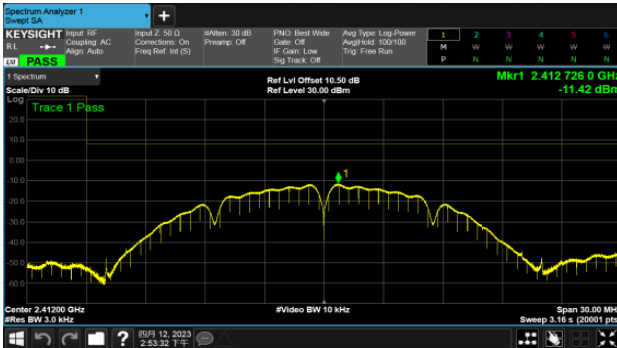 Spectrum Analyzer 1
Swept SA
KEYSIGHT
RL
PASS
Input: RF
Coupling: AC
Align: Auto
Input Z: 50 Ω
Corrections: On
Freq Ref: Int (S)
#Atten: 30 dB
Preamp: Off
PNO: Best Wide
Gate: Off
IF Gain: Low
Sig Track: Off
Avg Type: Log-Power
Avg|Hold: 100/100
Trig: Free Run
1 2 3 4 5 6
M W W W W W
P N N N N N
1 Spectrum
Scale/Div 10 dB
Log
Ref Lvl Offset 10.50 dB
Ref Level 30.00 dBm
Mkr1 2.412 726 0 GHz
-11.42 dBm
Trace 1 Pass
20.0
10.0
0.00
-10.0
-20.0
-30.0
-40.0
-50.0
-60.0
1
Center 2.41200 GHz
#Res BW 3.0 kHz
#Video BW 10 kHz
Span 30.00 MH
Sweep 3.16 s (20001 pts
四月 12, 2023
2:53:32 下午